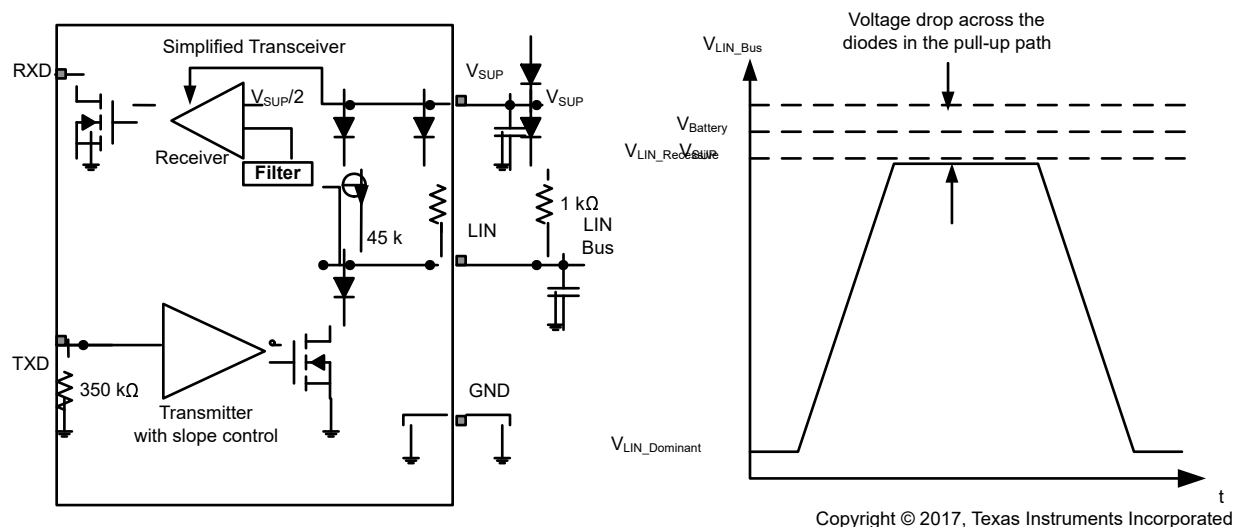 Simplified Transceiver
RXD
V_SUP/2
Receiver
Filter
V_SUP
V_SUP
45 k
1 kΩ
LIN
LIN
Bus
TXD
350 kΩ
Transmitter
with slope control
GND
Voltage drop across the
diodes in the pull-up path
V_LIN_Bus
V_Battery
V_SUP
V_LIN_Recessive
V_LIN_Dominant
t
Copyright © 2017, Texas Instruments Incorporated